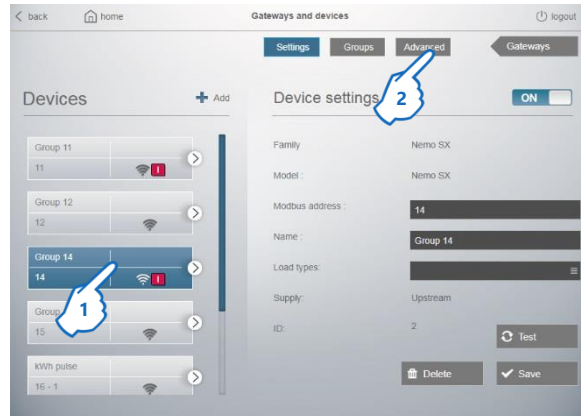 back home Gateways and devices logout
Settings Groups Advanced Gateways
Devices Add
Device settings ON
Group 11
11
Group 12
12
Group 14
14
15
kWh pulse
16 - 1
Family Nemo SX
Model : Nemo SX
Modbus address : 14
Name : Group 14
Load types:
Supply: Upstream
ID: 2
Test
Delete Save
1
2